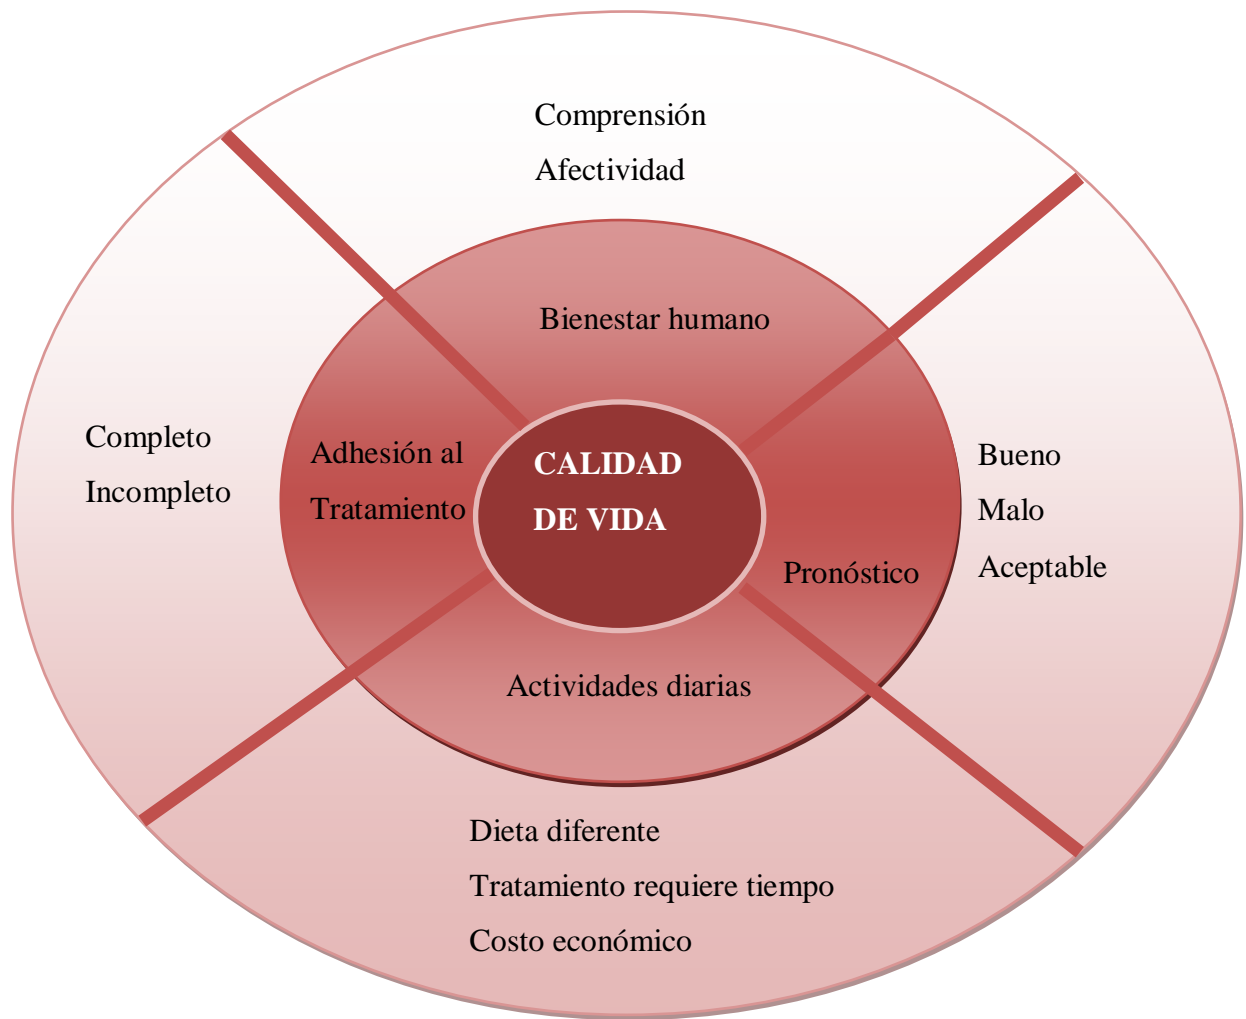 Comprensión
Afectividad
Bienestar humano
Completo
Incompleto
Adhesión al
Tratamiento
CALIDAD
DE VIDA
Bueno
Malo
Aceptable
Pronóstico
Actividades diarias
Dieta diferente
Tratamiento requiere tiempo
Costo económico